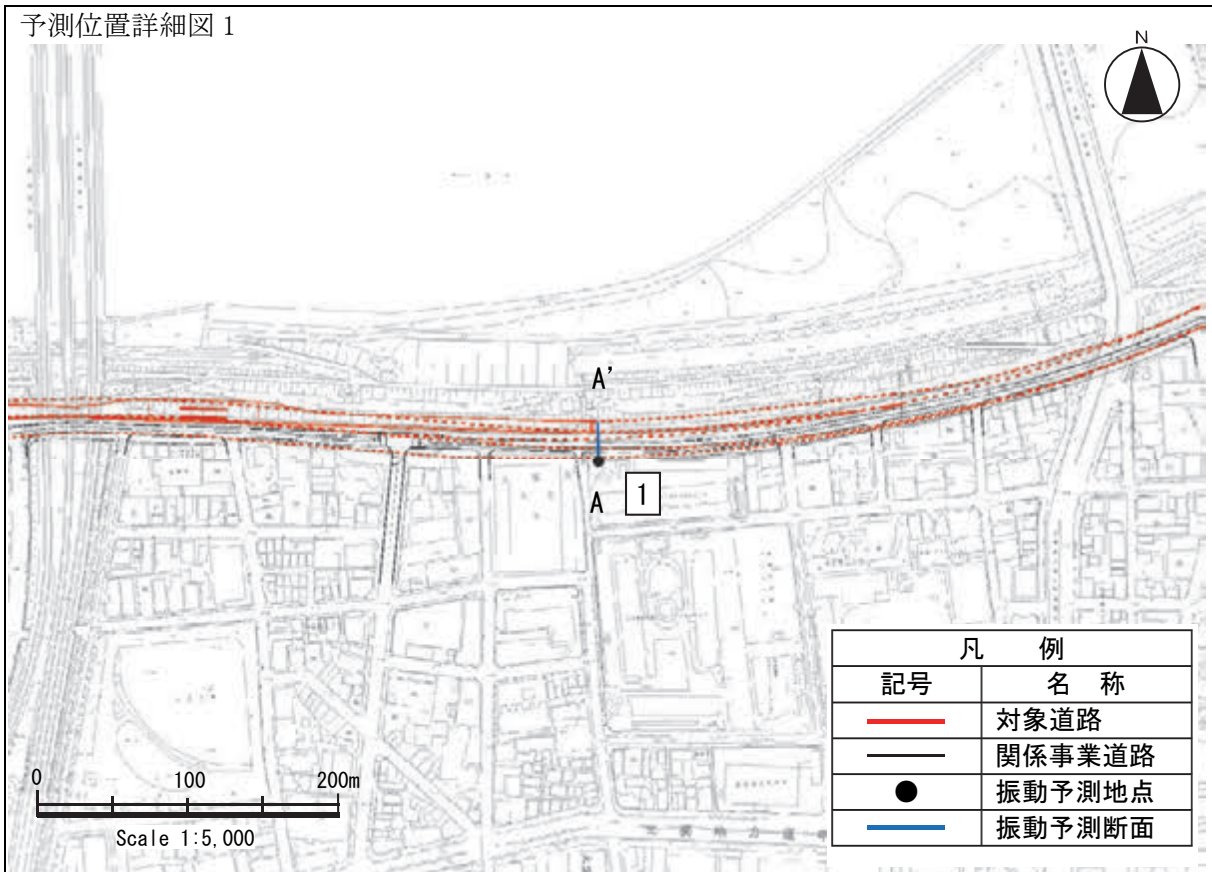 予測位置詳細図 1
N
A'
A
1
凡 例
記号 名 称
対象道路
関係事業道路
振動予測地点
振動予測断面
0 100 200m
Scale 1:5,000